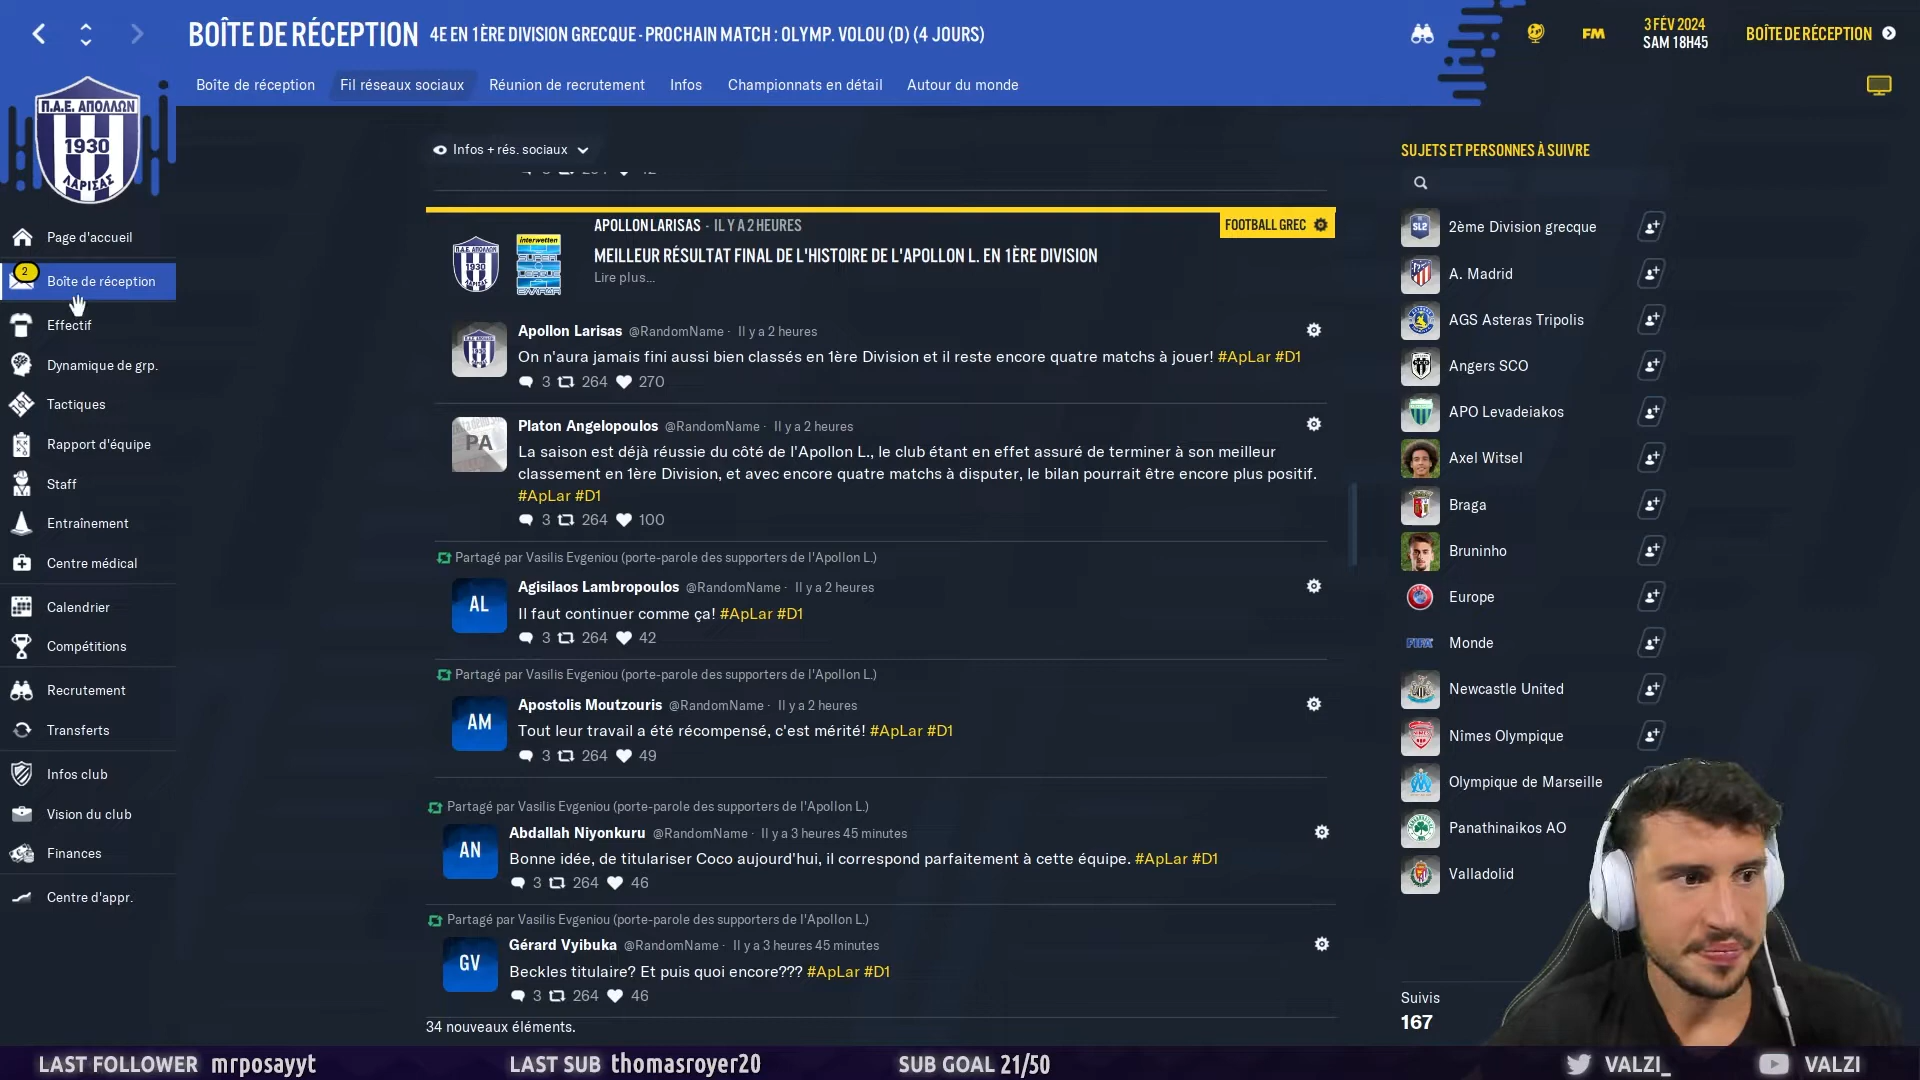 BOÎTE DE RÉCEPTION
4E EN 1ÈRE DIVISION GRECQUE - PROCHAIN MATCH : OLYMP. VOLOU (D) (4 JOURS)
FM
3 FÉV 2024
SAM 18H45
BOÎTE DE RÉCEPTION
Boîte de réception
Fil réseaux sociaux
Réunion de recrutement
Infos
Championnats en détail
Autour du monde
Π.Α.Ε. ΑΠΟΛΛΩΝ
1930
ΛΑΡΙΣΑΣ
Page d'accueil
2
Boîte de réception
Effectif
Dynamique de grp.
Tactiques
Rapport d'équipe
Staff
Entraînement
Centre médical
Calendrier
Compétitions
Recrutement
Transferts
Infos club
Vision du club
Finances
Centre d'appr.
Infos + rés. sociaux
APOLLON LARISAS - IL Y A 2 HEURES
FOOTBALL GREC
interwetten
MEILLEUR RÉSULTAT FINAL DE L'HISTOIRE DE L'APOLLON L. EN 1ÈRE DIVISION
Lire plus...
Apollon Larisas @RandomName · Il y a 2 heures
On n'aura jamais fini aussi bien classés en 1ère Division et il reste encore quatre matchs à jouer! #ApLar #D1
3 264 270
PA
Platon Angelopoulos @RandomName · Il y a 2 heures
La saison est déjà réussie du côté de l'Apollon L., le club étant en effet assuré de terminer à son meilleur
classement en 1ère Division, et avec encore quatre matchs à disputer, le bilan pourrait être encore plus positif.
#ApLar #D1
3 264 100
Partagé par Vasilis Evgeniou (porte-parole des supporters de l'Apollon L.)
AL
Agisilaos Lambropoulos @RandomName · Il y a 2 heures
Il faut continuer comme ça! #ApLar #D1
3 264 42
Partagé par Vasilis Evgeniou (porte-parole des supporters de l'Apollon L.)
AM
Apostolis Moutzouris @RandomName · Il y a 2 heures
Tout leur travail a été récompensé, c'est mérité! #ApLar #D1
3 264 49
Partagé par Vasilis Evgeniou (porte-parole des supporters de l'Apollon L.)
AN
Abdallah Niyonkuru @RandomName · Il y a 3 heures 45 minutes
Bonne idée, de titulariser Coco aujourd'hui, il correspond parfaitement à cette équipe. #ApLar #D1
3 264 46
Partagé par Vasilis Evgeniou (porte-parole des supporters de l'Apollon L.)
GV
Gérard Vyibuka @RandomName · Il y a 3 heures 45 minutes
Beckles titulaire? Et puis quoi encore??? #ApLar #D1
3 264 46
34 nouveaux éléments.
SUJETS ET PERSONNES À SUIVRE
SL2
2ème Division grecque
A. Madrid
AGS Asteras Tripolis
Angers SCO
APO Levadeiakos
Axel Witsel
Braga
Bruninho
Europe
FIFA
Monde
Newcastle United
Nîmes Olympique
Olympique de Marseille
Panathinaikos AO
Valladolid
Suivis
167
LAST FOLLOWER mrposayyt
LAST SUB thomasroyer20
SUB GOAL 21/50
VALZI_
VALZI